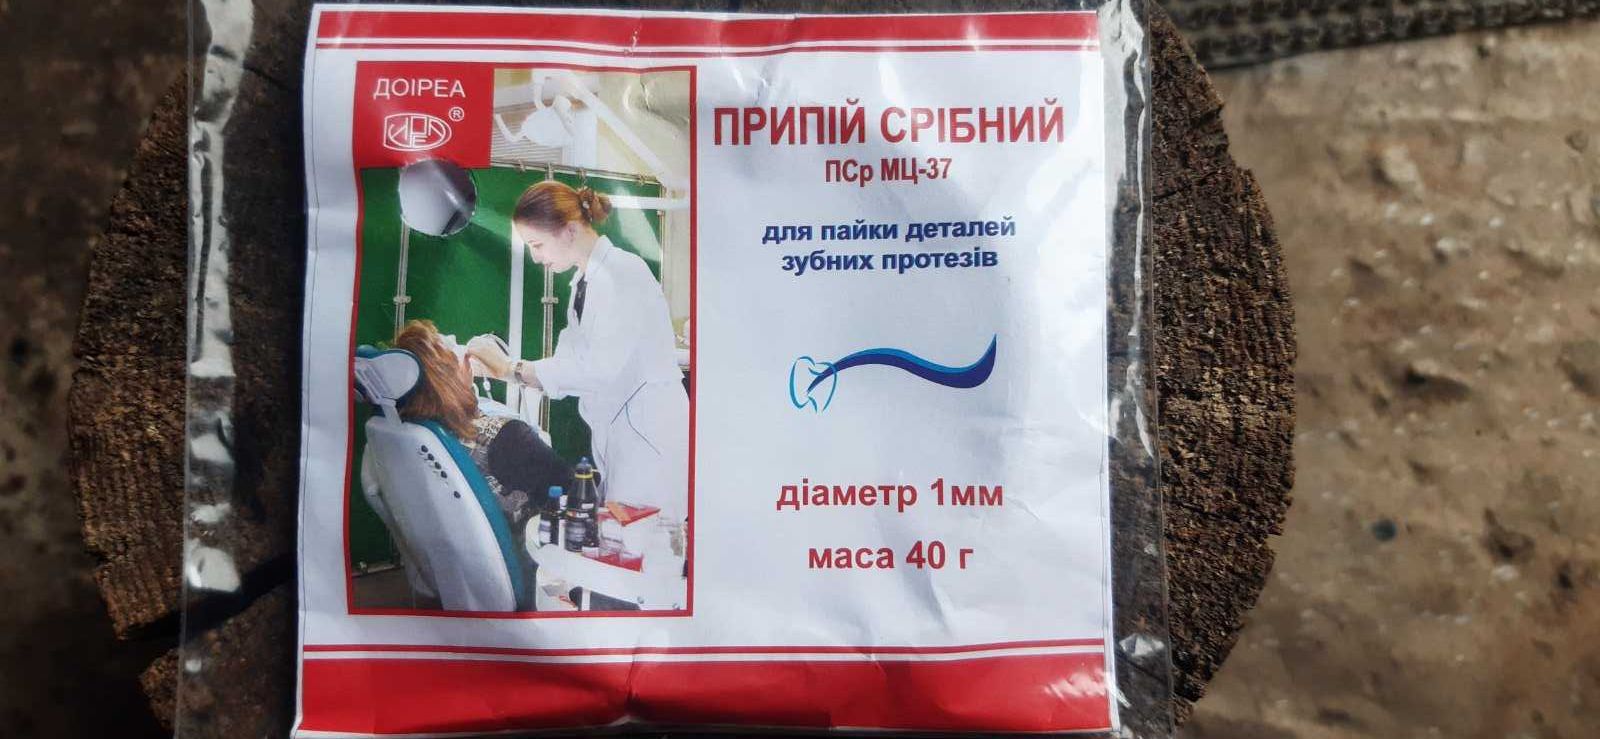 ДОІРЕА
®
ПРИПІЙ СРІБНИЙ
ПСр МЦ-37
для пайки деталей
зубних протезів
діаметр 1мм
маса 40 г